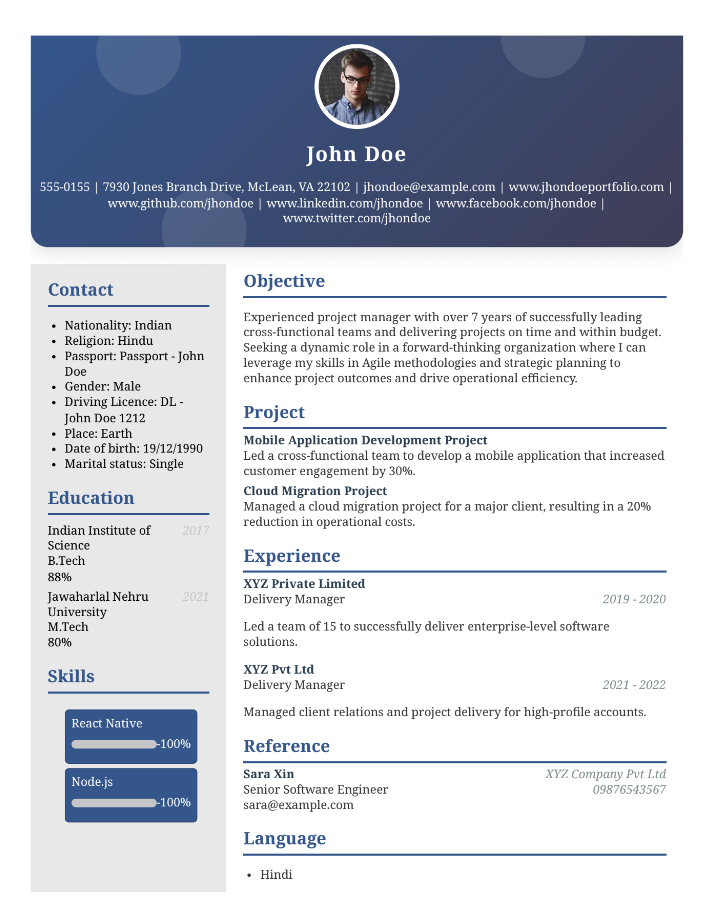 John Doe
555-0155 | 7930 Jones Branch Drive, McLean, VA 22102 | jhondoe@example.com | www.jhondoeportfolio.com |
www.github.com/jhondoe | www.linkedin.com/jhondoe | www.facebook.com/jhondoe |
www.twitter.com/jhondoe
Contact
• Nationality: Indian
• Religion: Hindu
• Passport: Passport - John
Doe
• Gender: Male
• Driving Licence: DL -
John Doe 1212
• Place: Earth
• Date of birth: 19/12/1990
• Marital status: Single
Education
Indian Institute of 2017
Science
B.Tech
88%
Jawaharlal Nehru 2021
University
M.Tech
80%
Skills
React Native
-100%
Node.js
-100%
Objective
Experienced project manager with over 7 years of successfully leading
cross-functional teams and delivering projects on time and within budget.
Seeking a dynamic role in a forward-thinking organization where I can
leverage my skills in Agile methodologies and strategic planning to
enhance project outcomes and drive operational efficiency.
Project
Mobile Application Development Project
Led a cross-functional team to develop a mobile application that increased
customer engagement by 30%.
Cloud Migration Project
Managed a cloud migration project for a major client, resulting in a 20%
reduction in operational costs.
Experience
XYZ Private Limited
Delivery Manager 2019 - 2020
Led a team of 15 to successfully deliver enterprise-level software
solutions.
XYZ Pvt Ltd
Delivery Manager 2021 - 2022
Managed client relations and project delivery for high-profile accounts.
Reference
Sara Xin XYZ Company Pvt Ltd
Senior Software Engineer 09876543567
sara@example.com
Language
• Hindi